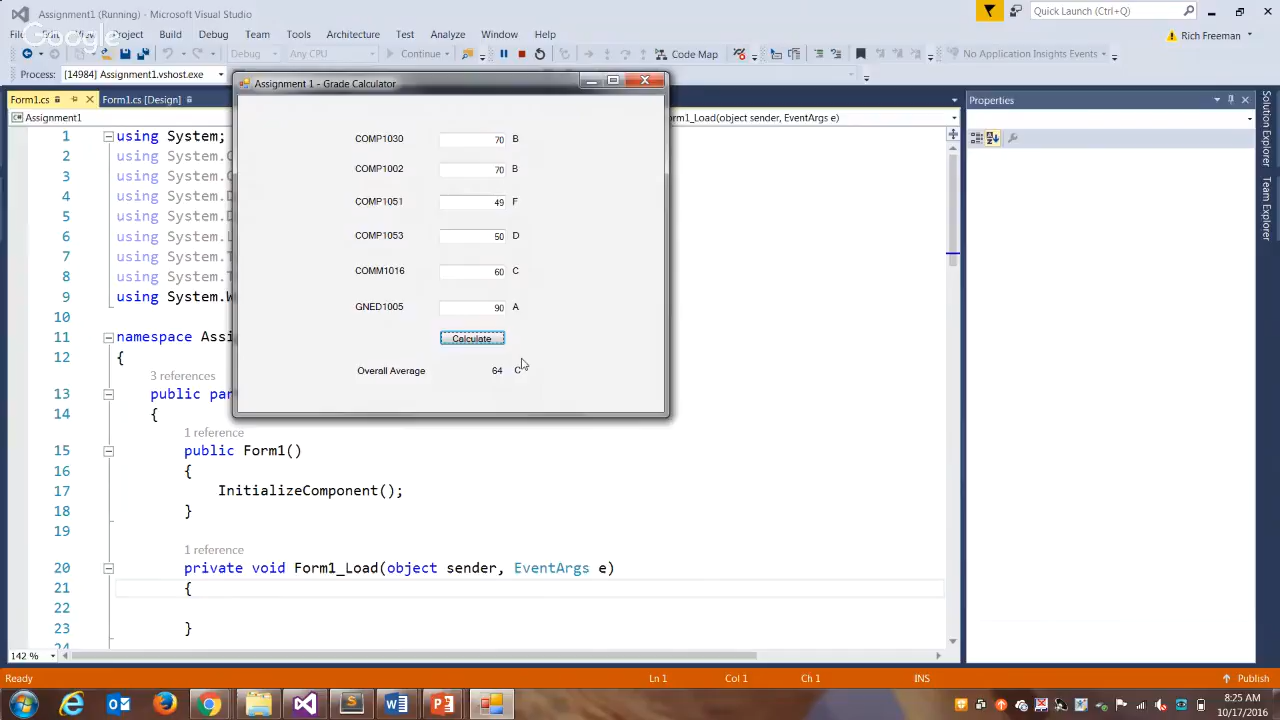 Assignment1 (Running) - Microsoft Visual Studio
Quick Launch (Ctrl+Q)
Google
Build Debug Team Tools Architecture Test Analyze Window Help
Rich Freeman
Debug Any CPU Continue Code Map No Application Insights Events
Process: [14984] Assignment1.vshost.exe
Assignment 1 - Grade Calculator
Form1.cs Form1.cs [Design]
Properties
Assignment1
Form1_Load(object sender, EventArgs e)
COMP1030 70 B
COMP1002 70 B
COMP1051 49 F
COMP1053 50 D
COMM1016 60 C
GNED1005 90 A
Calculate
Overall Average 64 C
1 using System;
2 using System.C
3 using System.C
4 using System.D
5 using System.D
6 using System.L
7 using System.T
8 using System.T
9 using System.W
10
11 namespace Assi
12 {
3 references
13 public par
14 {
1 reference
15 public Form1()
16 {
17 InitializeComponent();
18 }
19
1 reference
20 private void Form1_Load(object sender, EventArgs e)
21 {
22
23 }
24
142 %
Solution Explorer
Team Explorer
Ready Ln 1 Col 1 Ch 1 INS Publish
8:25 AM
10/17/2016